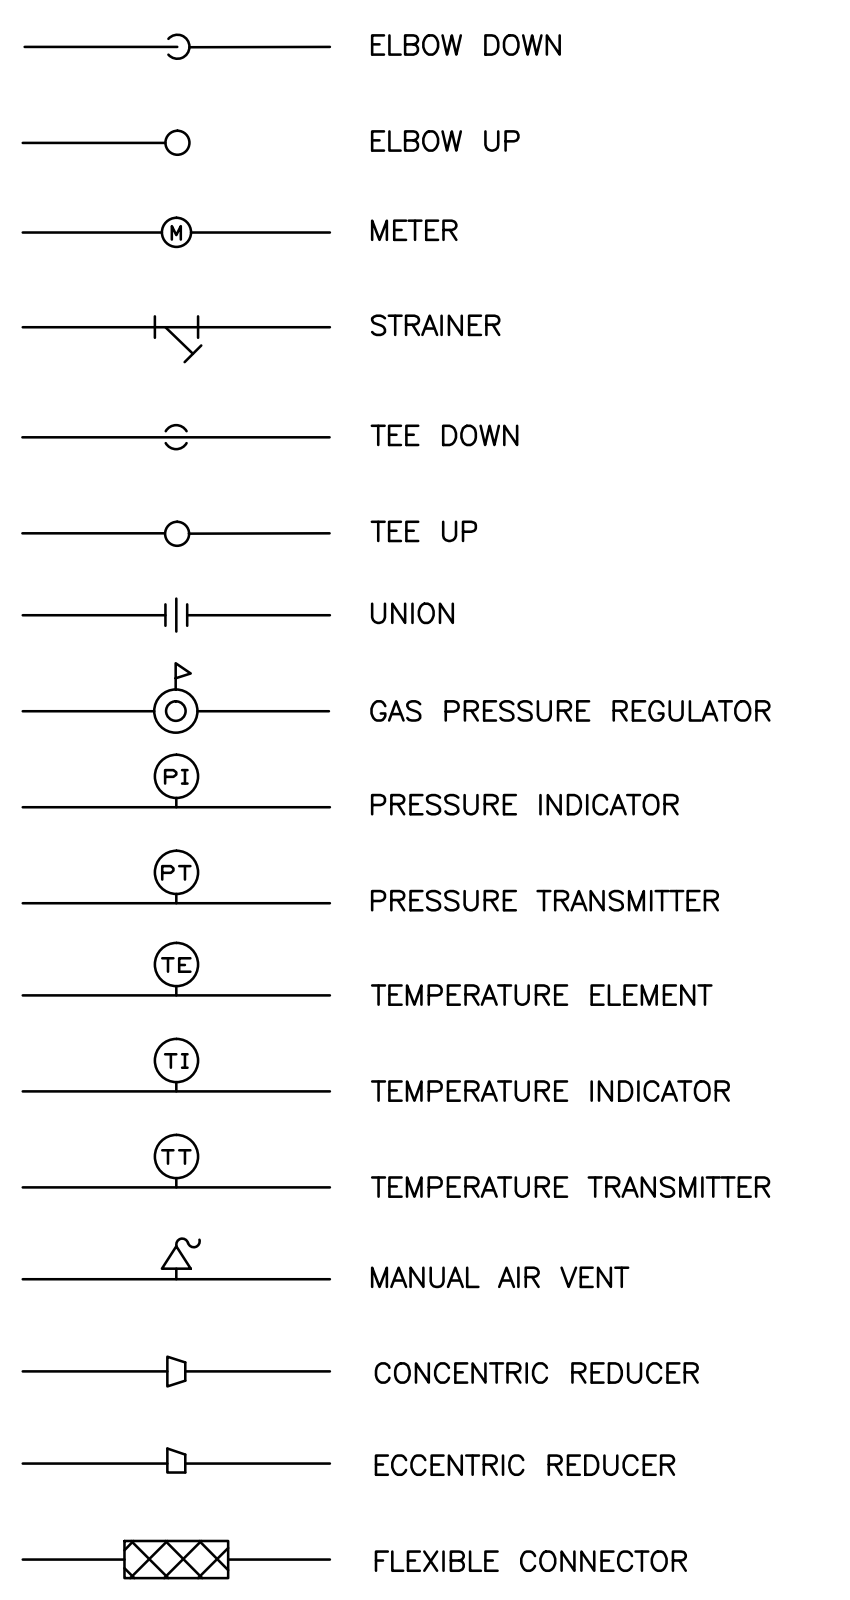 ELBOW DOWN
ELBOW UP
M METER
STRAINER
TEE DOWN
TEE UP
UNION
GAS PRESSURE REGULATOR
PI PRESSURE INDICATOR
PT PRESSURE TRANSMITTER
TE TEMPERATURE ELEMENT
TI TEMPERATURE INDICATOR
TT TEMPERATURE TRANSMITTER
MANUAL AIR VENT
CONCENTRIC REDUCER
ECCENTRIC REDUCER
FLEXIBLE CONNECTOR